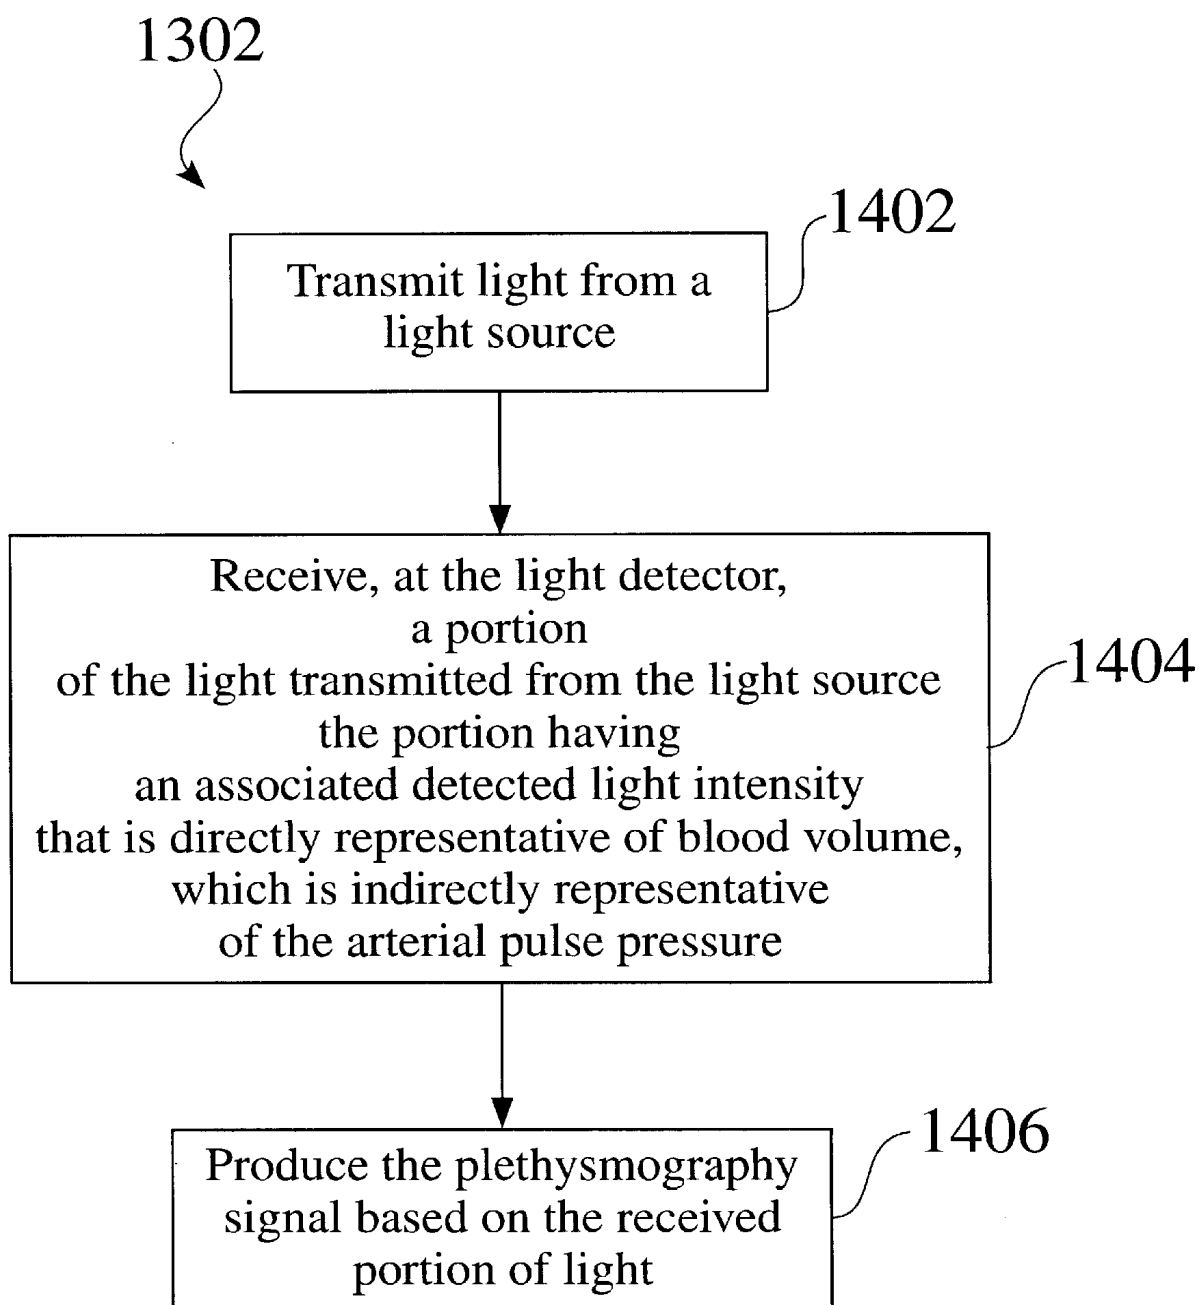 1302
1402
Transmit light from a
light source
Receive, at the light detector,
a portion
of the light transmitted from the light source
the portion having
an associated detected light intensity
that is directly representative of blood volume,
which is indirectly representative
of the arterial pulse pressure
1404
1406
Produce the plethysmography
signal based on the received
portion of light